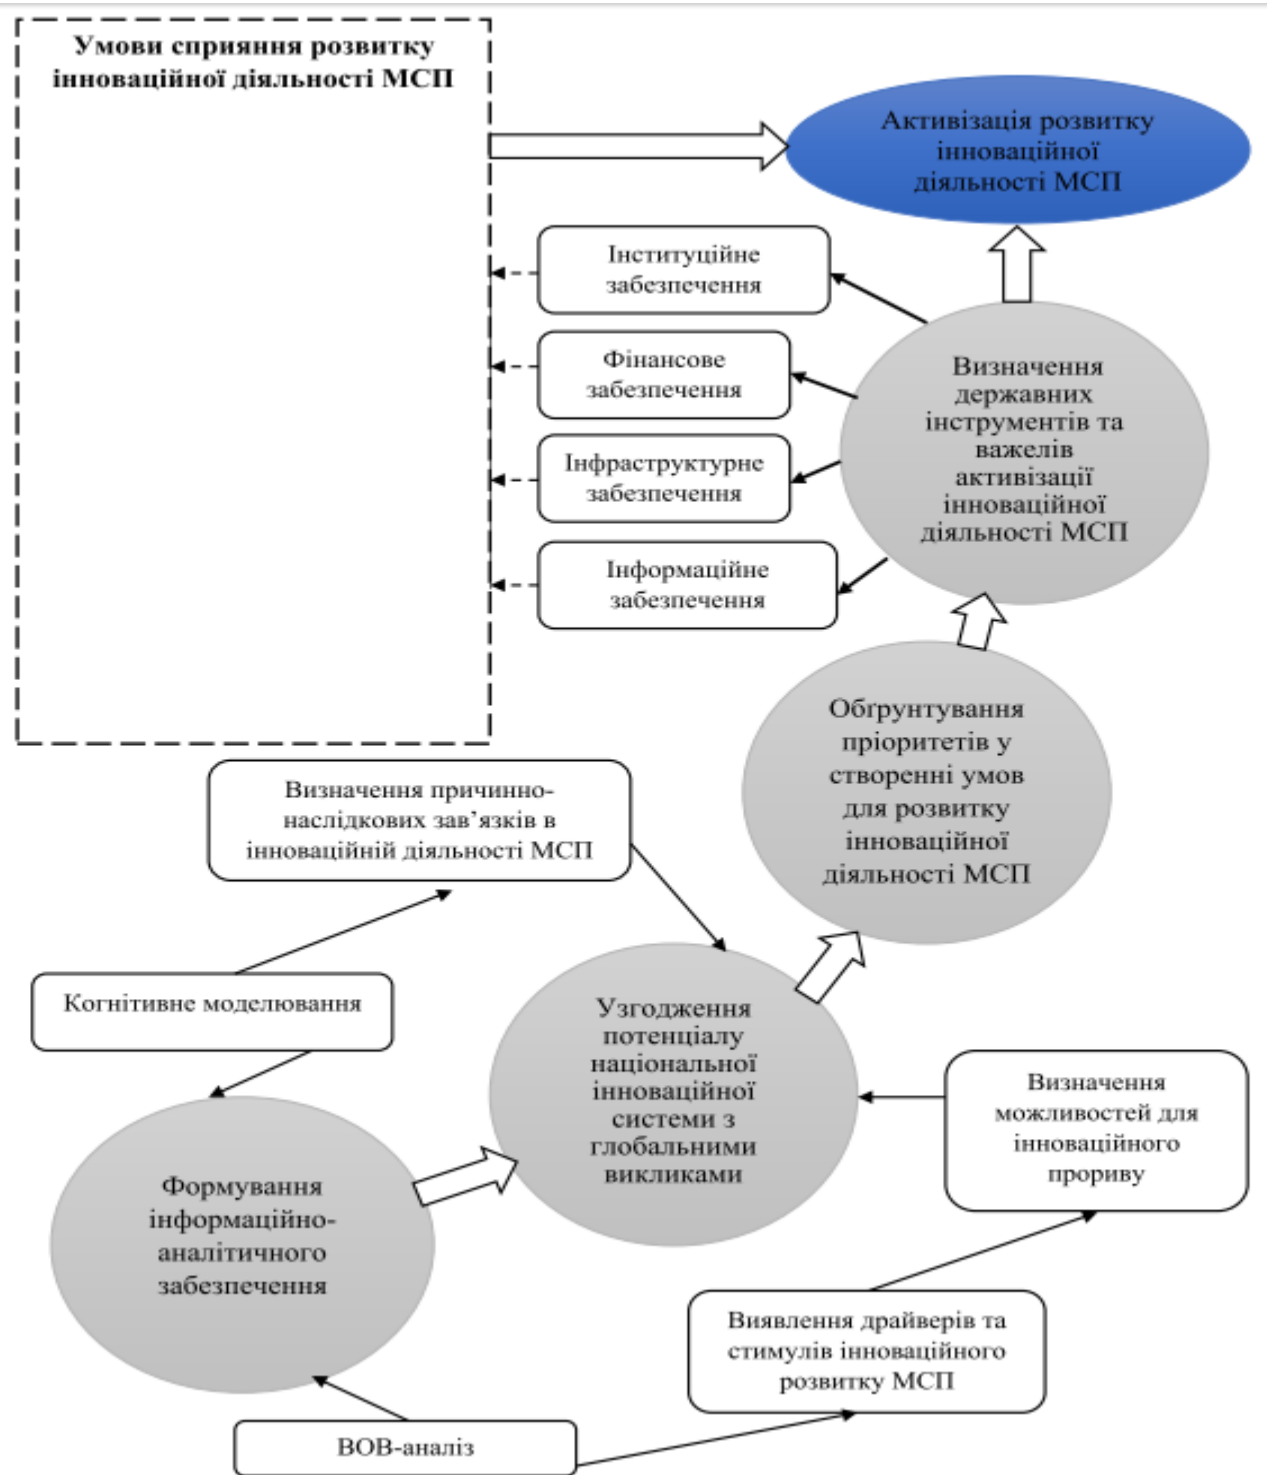 Умови сприяння розвитку
інноваційної діяльності МСП
Активізація розвитку
інноваційної
діяльності МСП
Інституційне
забезпечення
Фінансове
забезпечення
Інфраструктурне
забезпечення
Інформаційне
забезпечення
Визначення
державних
інструментів та
важелів
активізації
інноваційної
діяльності МСП
Обґрунтування
пріоритетів у
створенні умов
для розвитку
інноваційної
діяльності МСП
Визначення причинно-
наслідкових зав’язків в
інноваційній діяльності МСП
Когнітивне моделювання
Узгодження
потенціалу
національної
інноваційної
системи з
глобальними
викликами
Визначення
можливостей для
інноваційного
прориву
Формування
інформаційно-
аналітичного
забезпечення
Виявлення драйверів та
стимулів інноваційного
розвитку МСП
ВОВ-аналіз